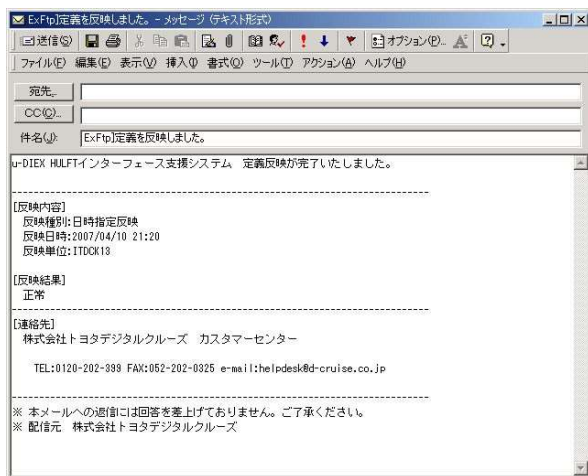 ExFtp]定義を反映しました。 - メッセージ (テキスト形式)
送信(S) オプション(P)...
ファイル(F) 編集(E) 表示(V) 挿入(I) 書式(O) ツール(T) アクション(A) ヘルプ(H)
宛先...
CC(C)...
件名(J): ExFtp]定義を反映しました。
u-DIEX HULFTインターフェース支援システム 定義反映が完了いたしました。
----------------------------------------------------------------------
[反映内容]
反映種別:日時指定反映
反映日時:2007/04/10 21:20
反映単位:ITDCK13
[反映結果]
正常
----------------------------------------------------------------------
[連絡先]
株式会社トヨタデジタルクルーズ カスタマーセンター
TEL:0120-202-399 FAX:052-202-0325 e-mail:helpdesk@d-cruise.co.jp
----------------------------------------------------------------------
※ 本メールへの返信には回答を差上げておりません。ご了承ください。
※ 配信元 株式会社トヨタデジタルクルーズ